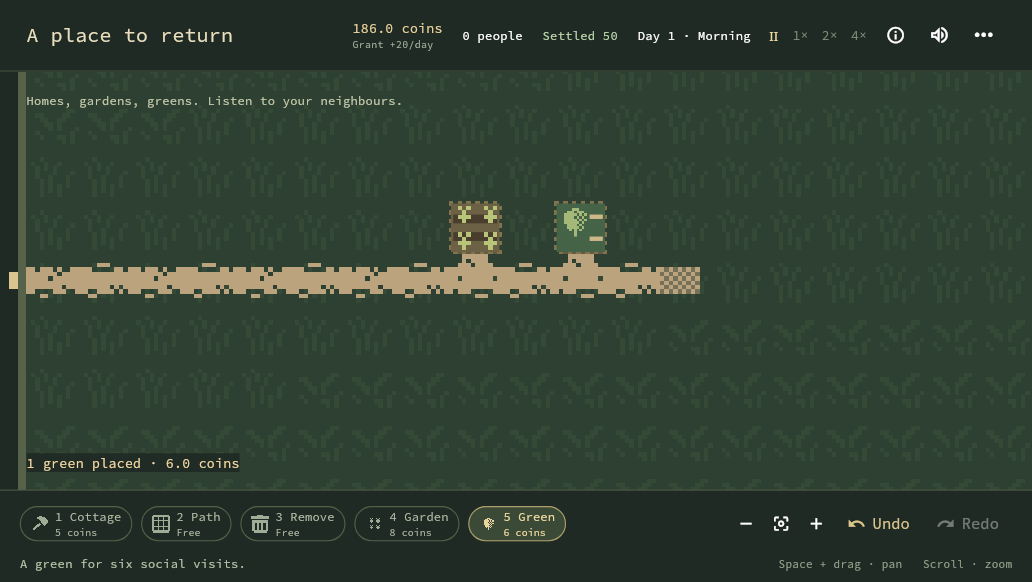 A place to return
186.0 coins
Grant +20/day
0 people
Settled 50
Day 1 · Morning
1×
2×
4×
Homes, gardens, greens. Listen to your neighbours.
1 green placed · 6.0 coins
1 Cottage
5 coins
2 Path
Free
3 Remove
Free
4 Garden
8 coins
5 Green
6 coins
Undo
Redo
A green for six social visits.
Space + drag · pan
Scroll · zoom